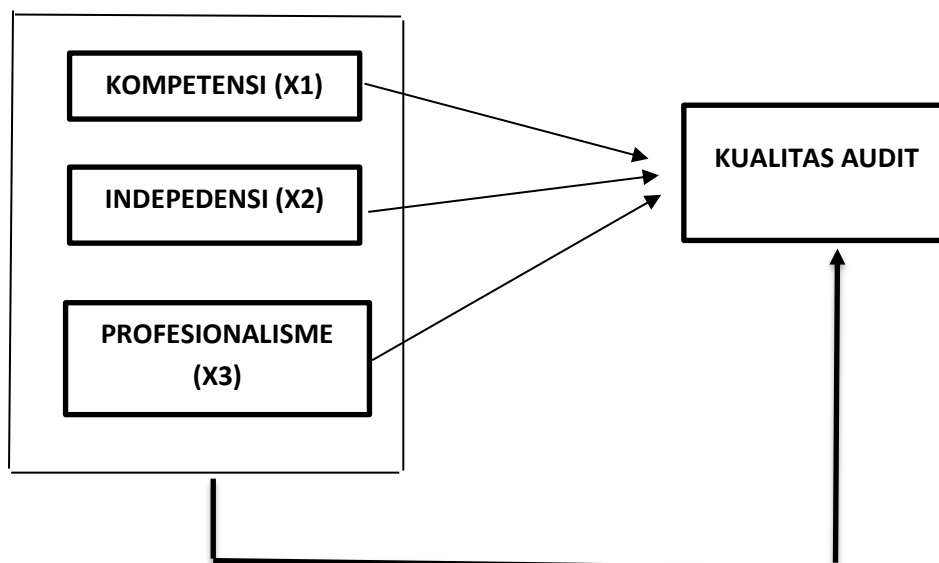 KOMPETENSI (X1)
KUALITAS AUDIT
INDEPEDENSI (X2)
PROFESIONALISME
(X3)